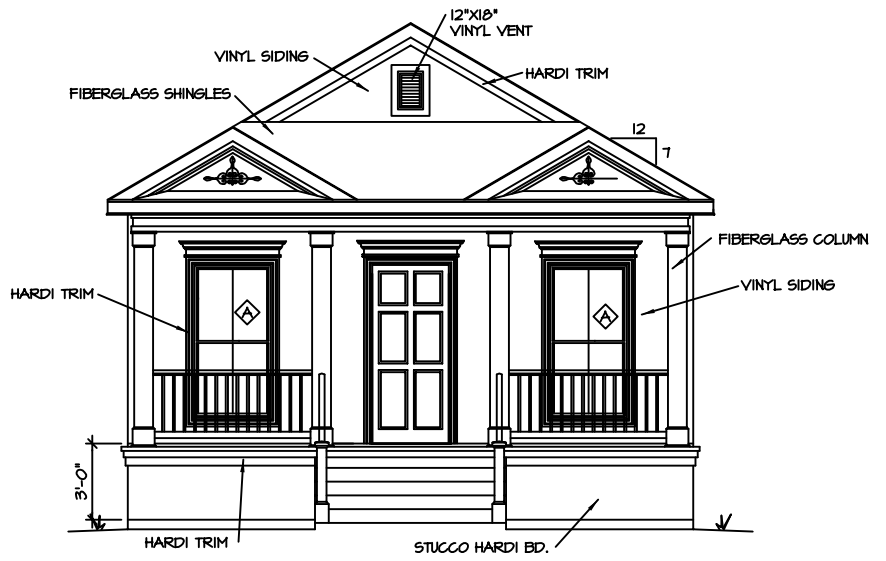 12"X18"
VINYL VENT
VINYL SIDING
HARDI TRIM
FIBERGLASS SHINGLES
12
7
FIBERGLASS COLUMN
VINYL SIDING
HARDI TRIM
A
A
3'-0"
HARDI TRIM
STUCCO HARDI BD.